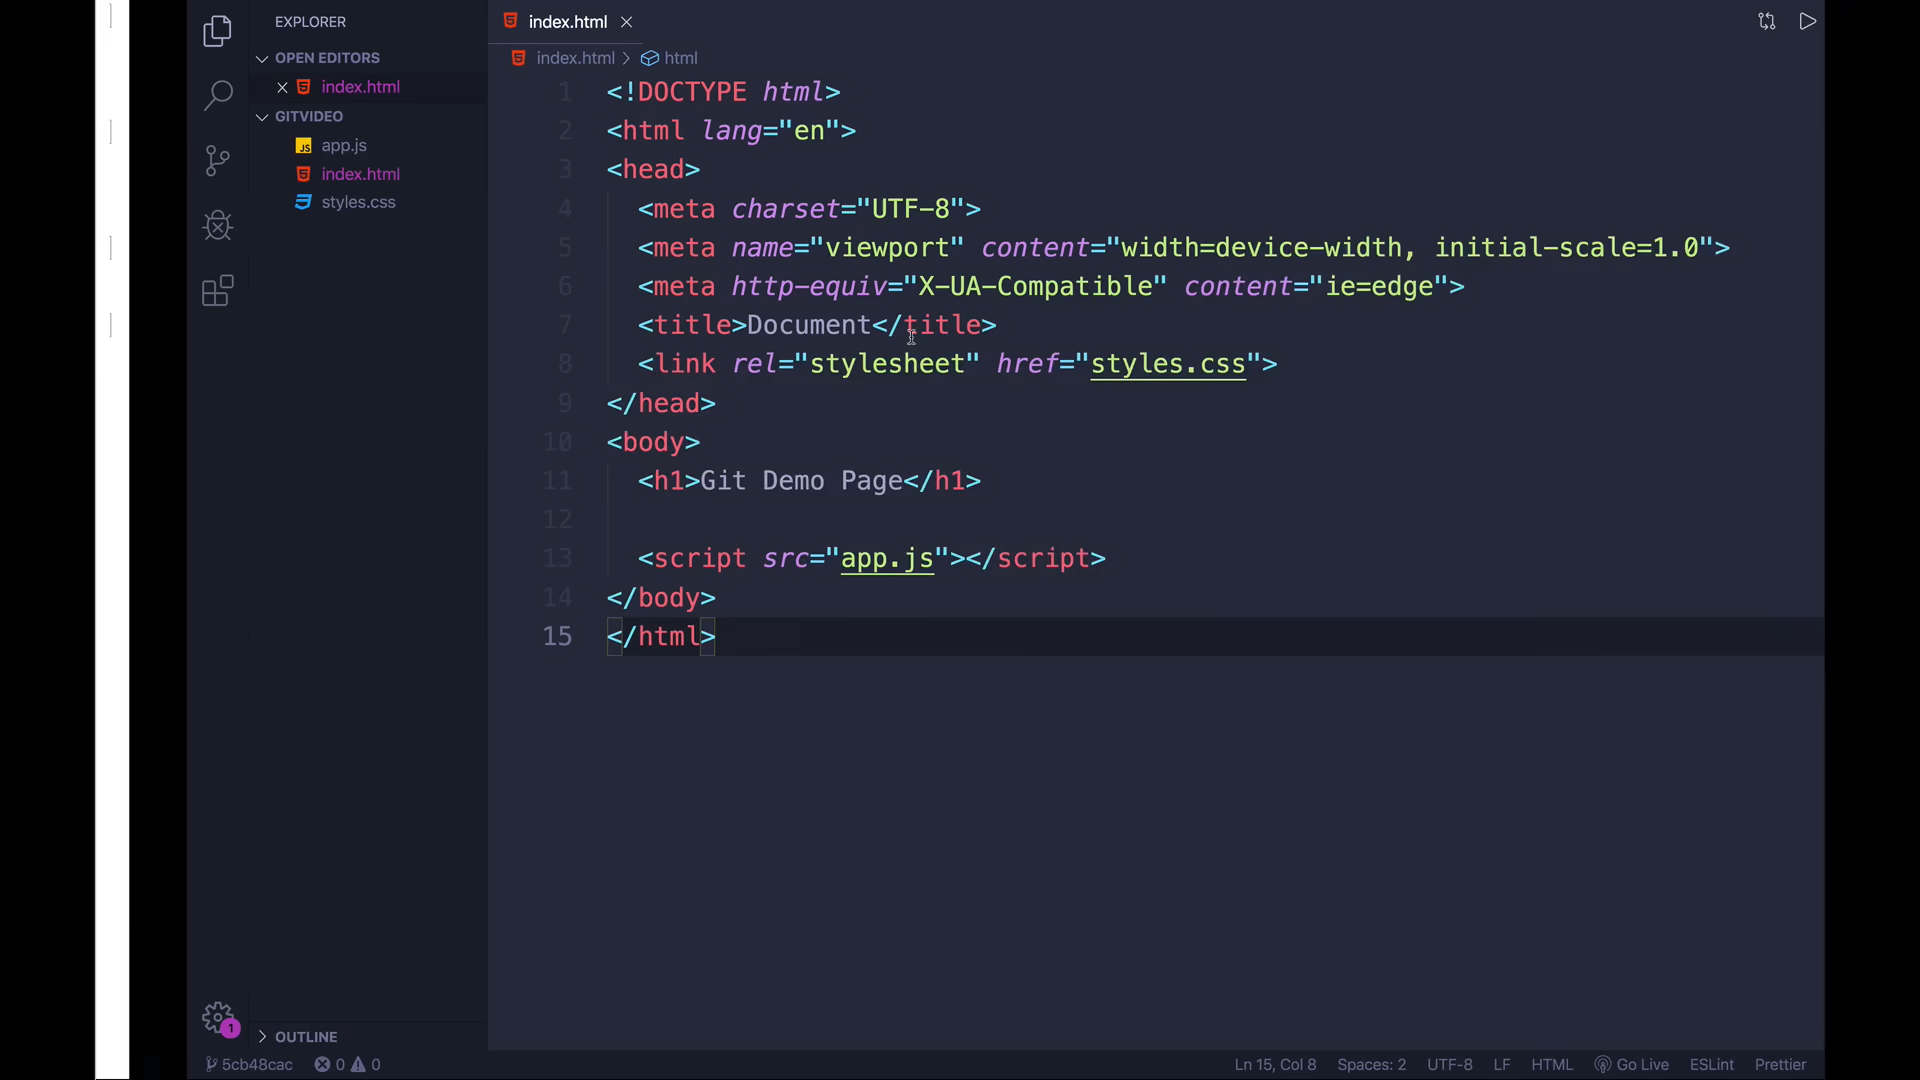 EXPLORER
OPEN EDITORS
index.html
GITVIDEO
JS app.js
index.html
styles.css
1
OUTLINE
index.html
index.html > html
1 <!DOCTYPE html>
2 <html lang="en">
3 <head>
4 <meta charset="UTF-8">
5 <meta name="viewport" content="width=device-width, initial-scale=1.0">
6 <meta http-equiv="X-UA-Compatible" content="ie=edge">
7 <title>Document</title>
8 <link rel="stylesheet" href="styles.css">
9 </head>
10 <body>
11 <h1>Git Demo Page</h1>
12
13 <script src="app.js"></script>
14 </body>
15 </html>
5cb48cac 0 0 Ln 15, Col 8 Spaces: 2 UTF-8 LF HTML Go Live ESLint Prettier